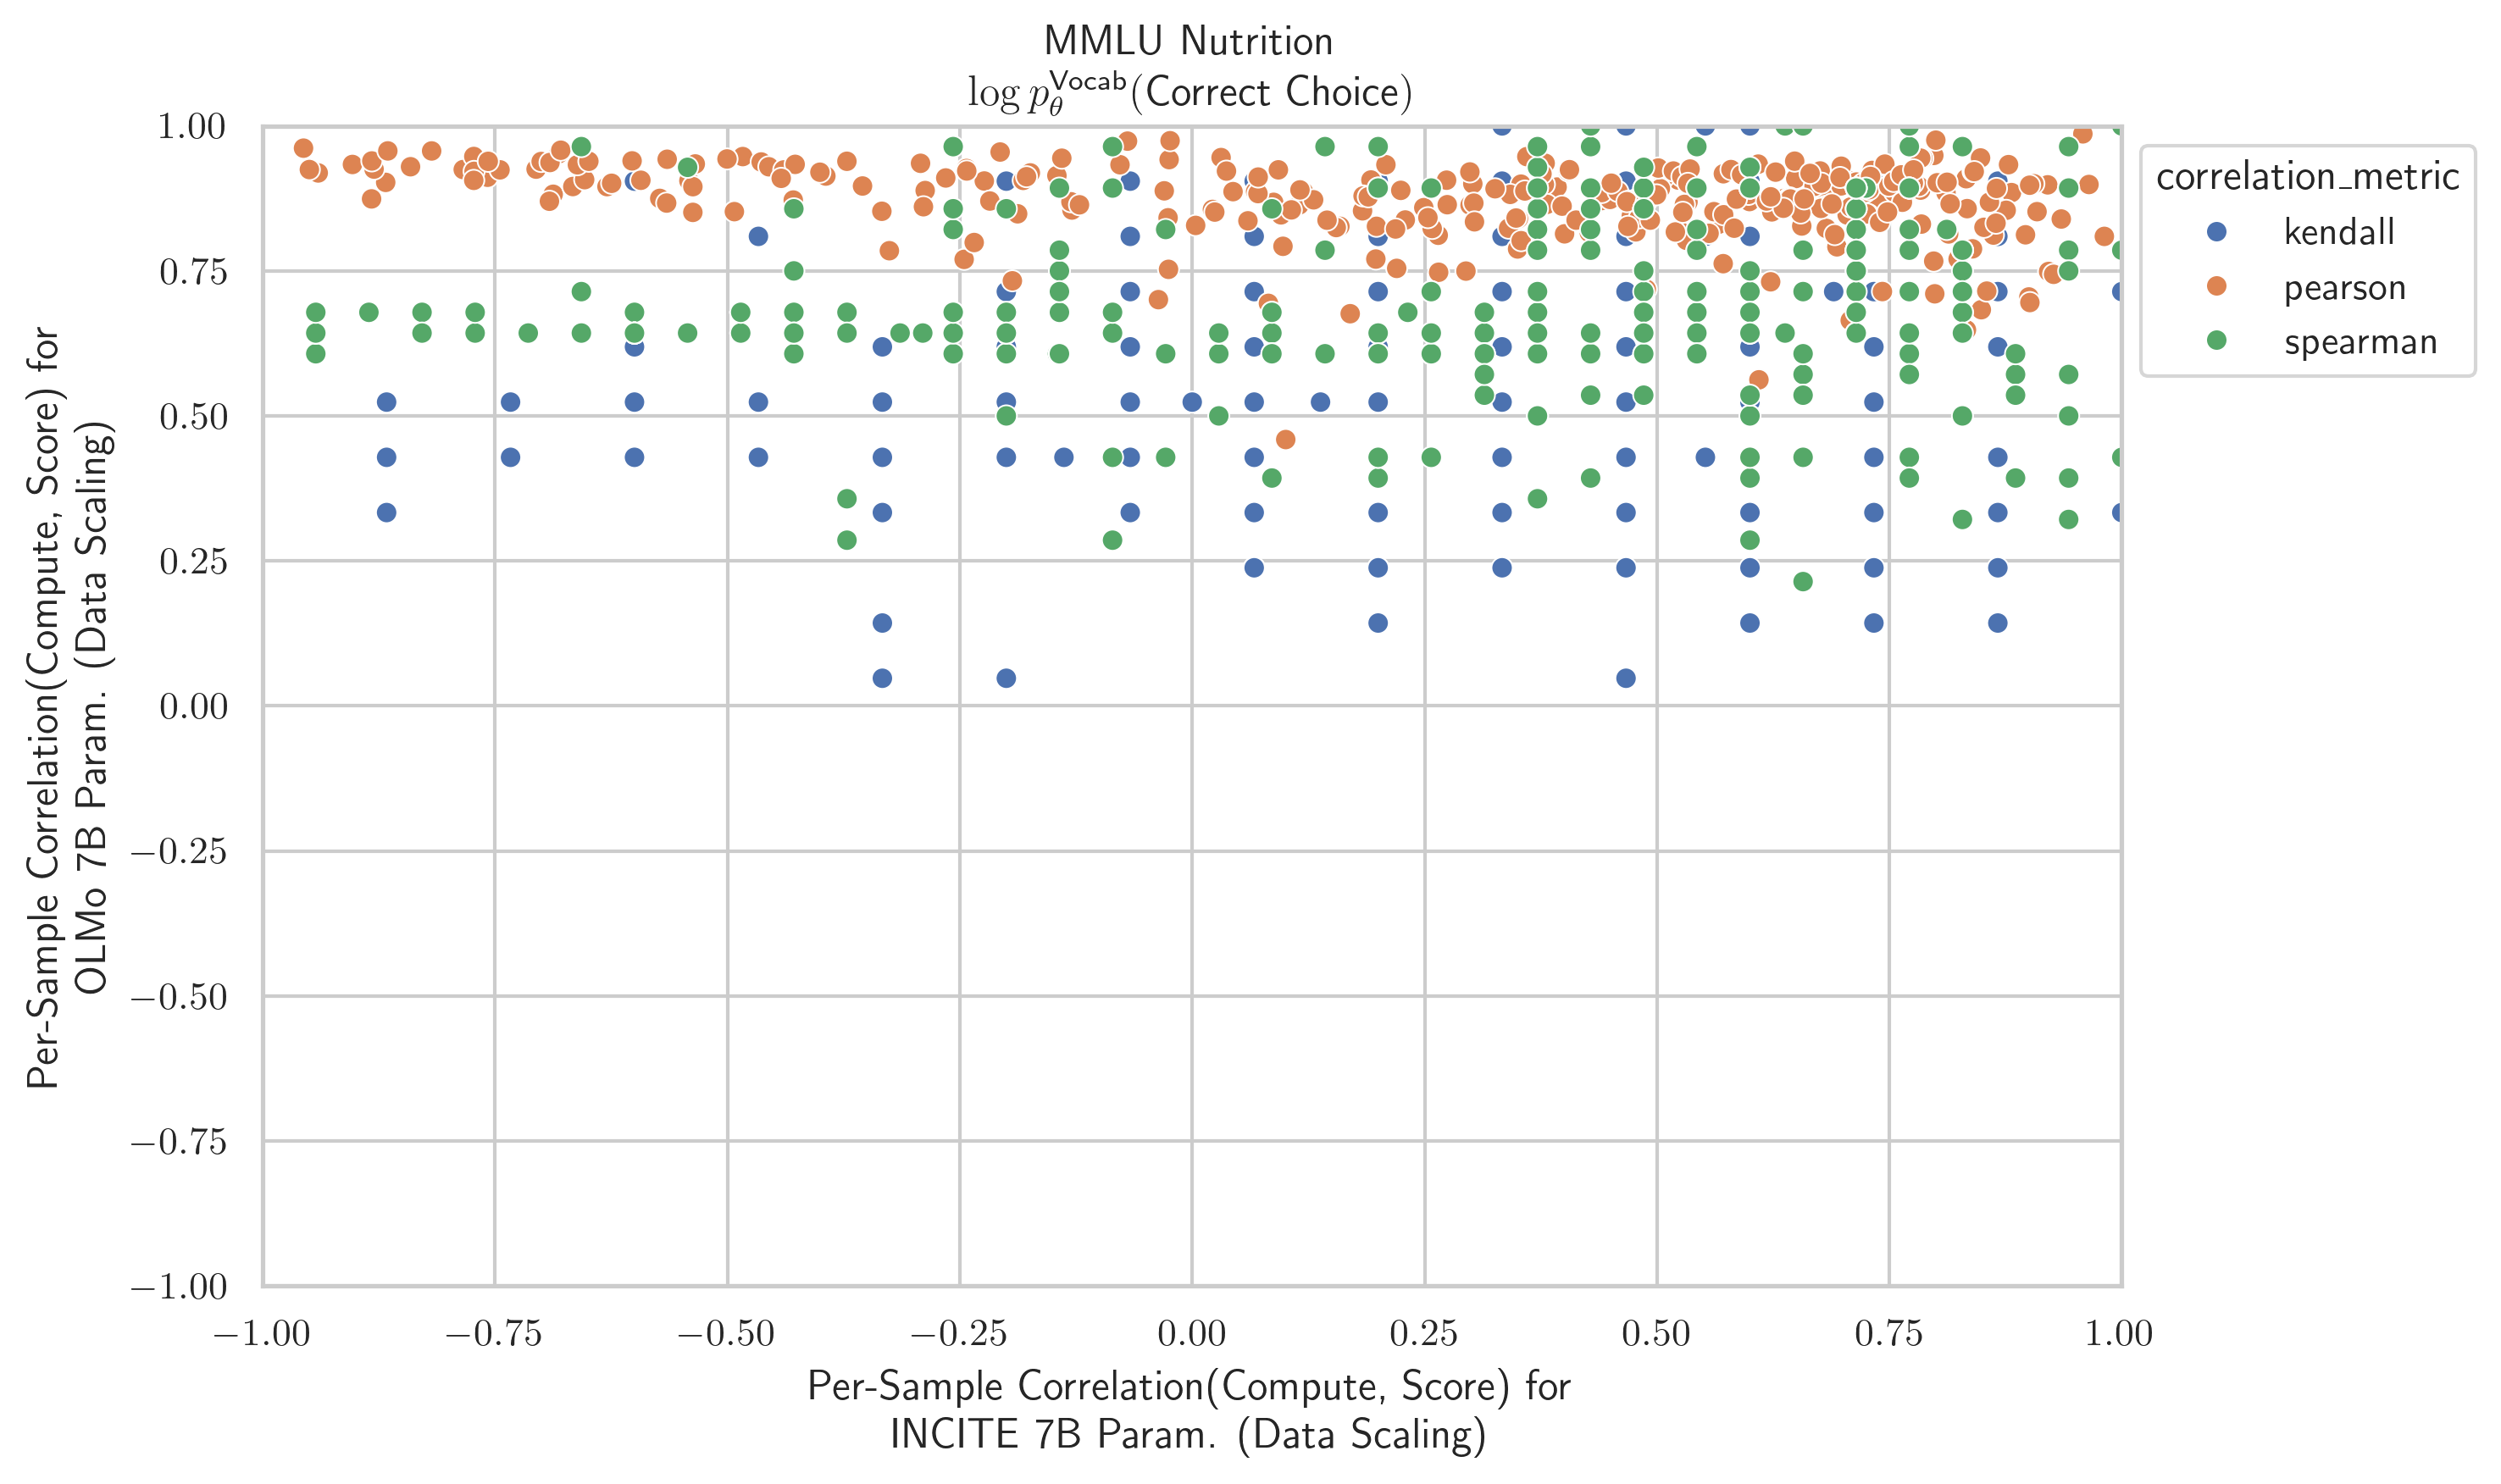 MMLU Nutrition
log p_θ^Vocab(Correct Choice)
Per-Sample Correlation(Compute, Score) for
OLMo 7B Param. (Data Scaling)
1.00
0.75
0.50
0.25
0.00
−0.25
−0.50
−0.75
−1.00
−1.00 −0.75 −0.50 −0.25 0.00 0.25 0.50 0.75 1.00
Per-Sample Correlation(Compute, Score) for
INCITE 7B Param. (Data Scaling)
correlation_metric
kendall
pearson
spearman